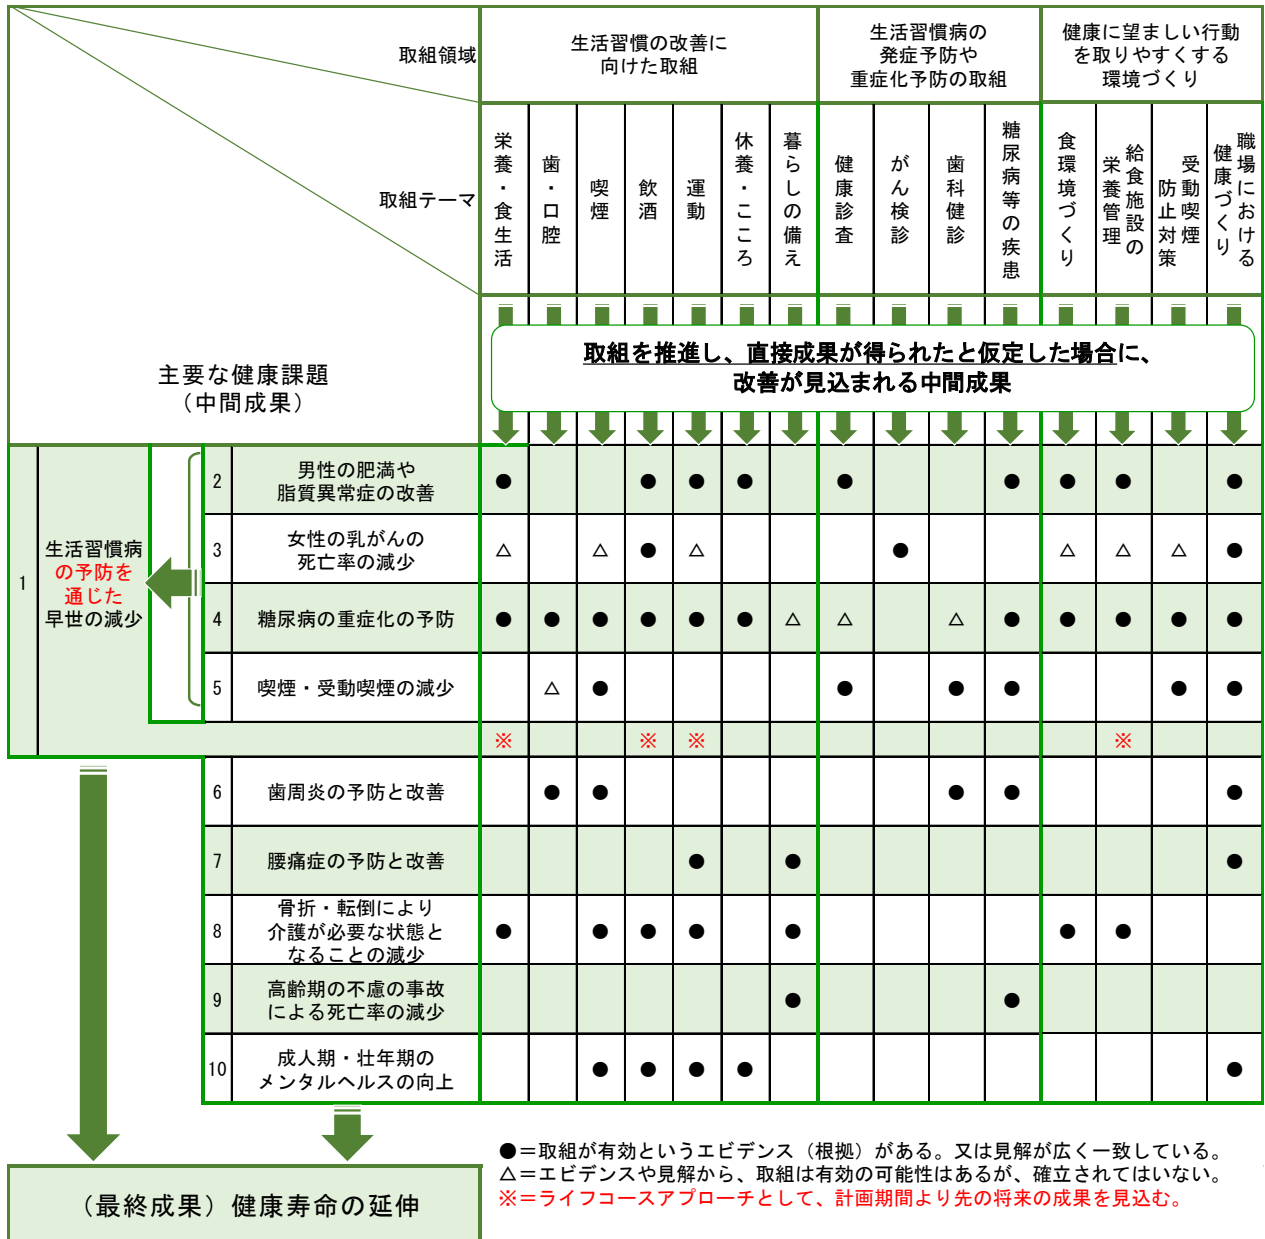 取組領域
生活習慣の改善に
向けた取組
生活習慣病の
発症予防や
重症化予防の取組
健康に望ましい行動
を取りやすくする
環境づくり
取組テーマ
栄養・食生活
歯・口腔
喫煙
飲酒
運動
休養・こころ
暮らしの備え
健康診査
がん検診
歯科健診
糖尿病等の疾患
食環境づくり
給食施設の
栄養管理
受動喫煙
防止対策
職場における
健康づくり
主要な健康課題
（中間成果）
取組を推進し、直接成果が得られたと仮定した場合に、
改善が見込まれる中間成果
1
生活習慣病
の予防を
通じた
早世の減少
2
男性の肥満や
脂質異常症の改善
● ● ● ● ● ● ● ● ●
3
女性の乳がんの
死亡率の減少
△ △ ● △ ● △ △ △ ●
4
糖尿病の重症化の予防
● ● ● ● ● ● △ △ △ ● ● ● ● ●
5
喫煙・受動喫煙の減少
△ ● ● ● ● ● ●
※ ※ ※ ※
6
歯周炎の予防と改善
● ● ● ● ●
7
腰痛症の予防と改善
● ● ●
8
骨折・転倒により
介護が必要な状態と
なることの減少
● ● ● ● ● ● ●
9
高齢期の不慮の事故
による死亡率の減少
● ●
10
成人期・壮年期の
メンタルヘルスの向上
● ● ● ● ●
●＝取組が有効というエビデンス（根拠）がある。又は見解が広く一致している。
△＝エビデンスや見解から、取組は有効の可能性はあるが、確立されてはいない。
※＝ライフコースアプローチとして、計画期間より先の将来の成果を見込む。
（最終成果）健康寿命の延伸